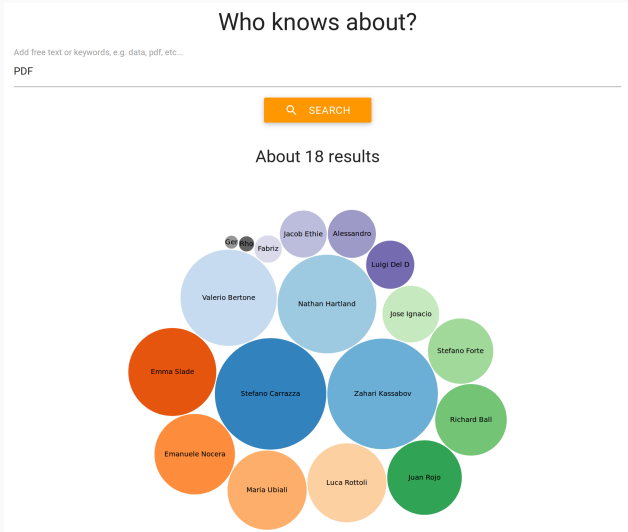 Who knows about?
Add free text or keywords, e.g. data, pdf, etc...
PDF
SEARCH
About 18 results
Ger
Rho
Fabriz
Jacob Ethie
Alessandro
Luigi Del D
Valerio Bertone
Nathan Hartland
Jose Ignacio
Stefano Forte
Emma Slade
Stefano Carrazza
Zahari Kassabov
Richard Ball
Emanuele Nocera
Maria Ubiali
Luca Rottoli
Juan Rojo